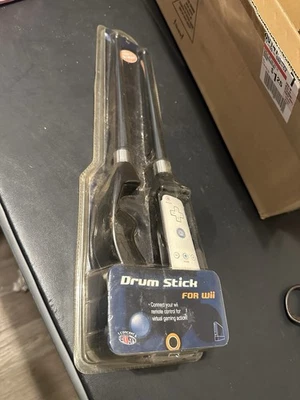 Drum Stick
FOR Wii
• Connect your wii
remote control for
virtual gaming action!